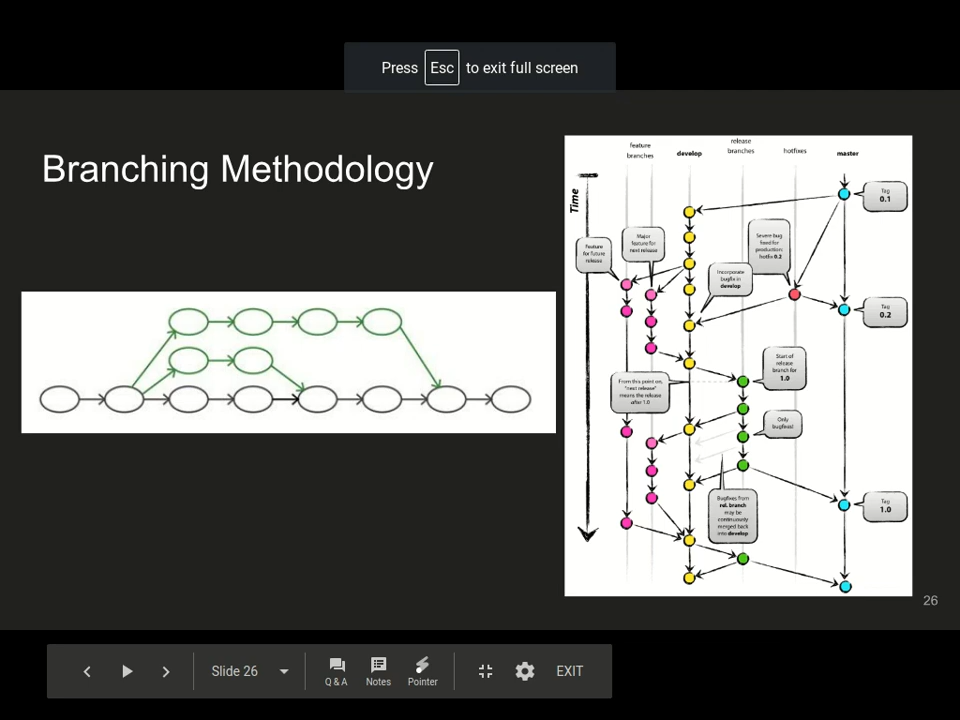 Press Esc to exit full screen
Branching Methodology
feature
branches
develop
release
branches
hotfixes
master
Time
Tag
0.1
Feature
for future
release
Major
feature for
next release
Severe bug
fixed for
production:
hotfix 0.2
Incorporate
bugfix in
develop
Tag
0.2
Start of
release
branch for
1.0
From this point on,
"next release"
means the release
after 1.0
Only
bugfixes!
Bugfixes from
rel. branch
may be
continuously
merged back
into develop
Tag
1.0
26
Slide 26
Q & A
Notes
Pointer
EXIT